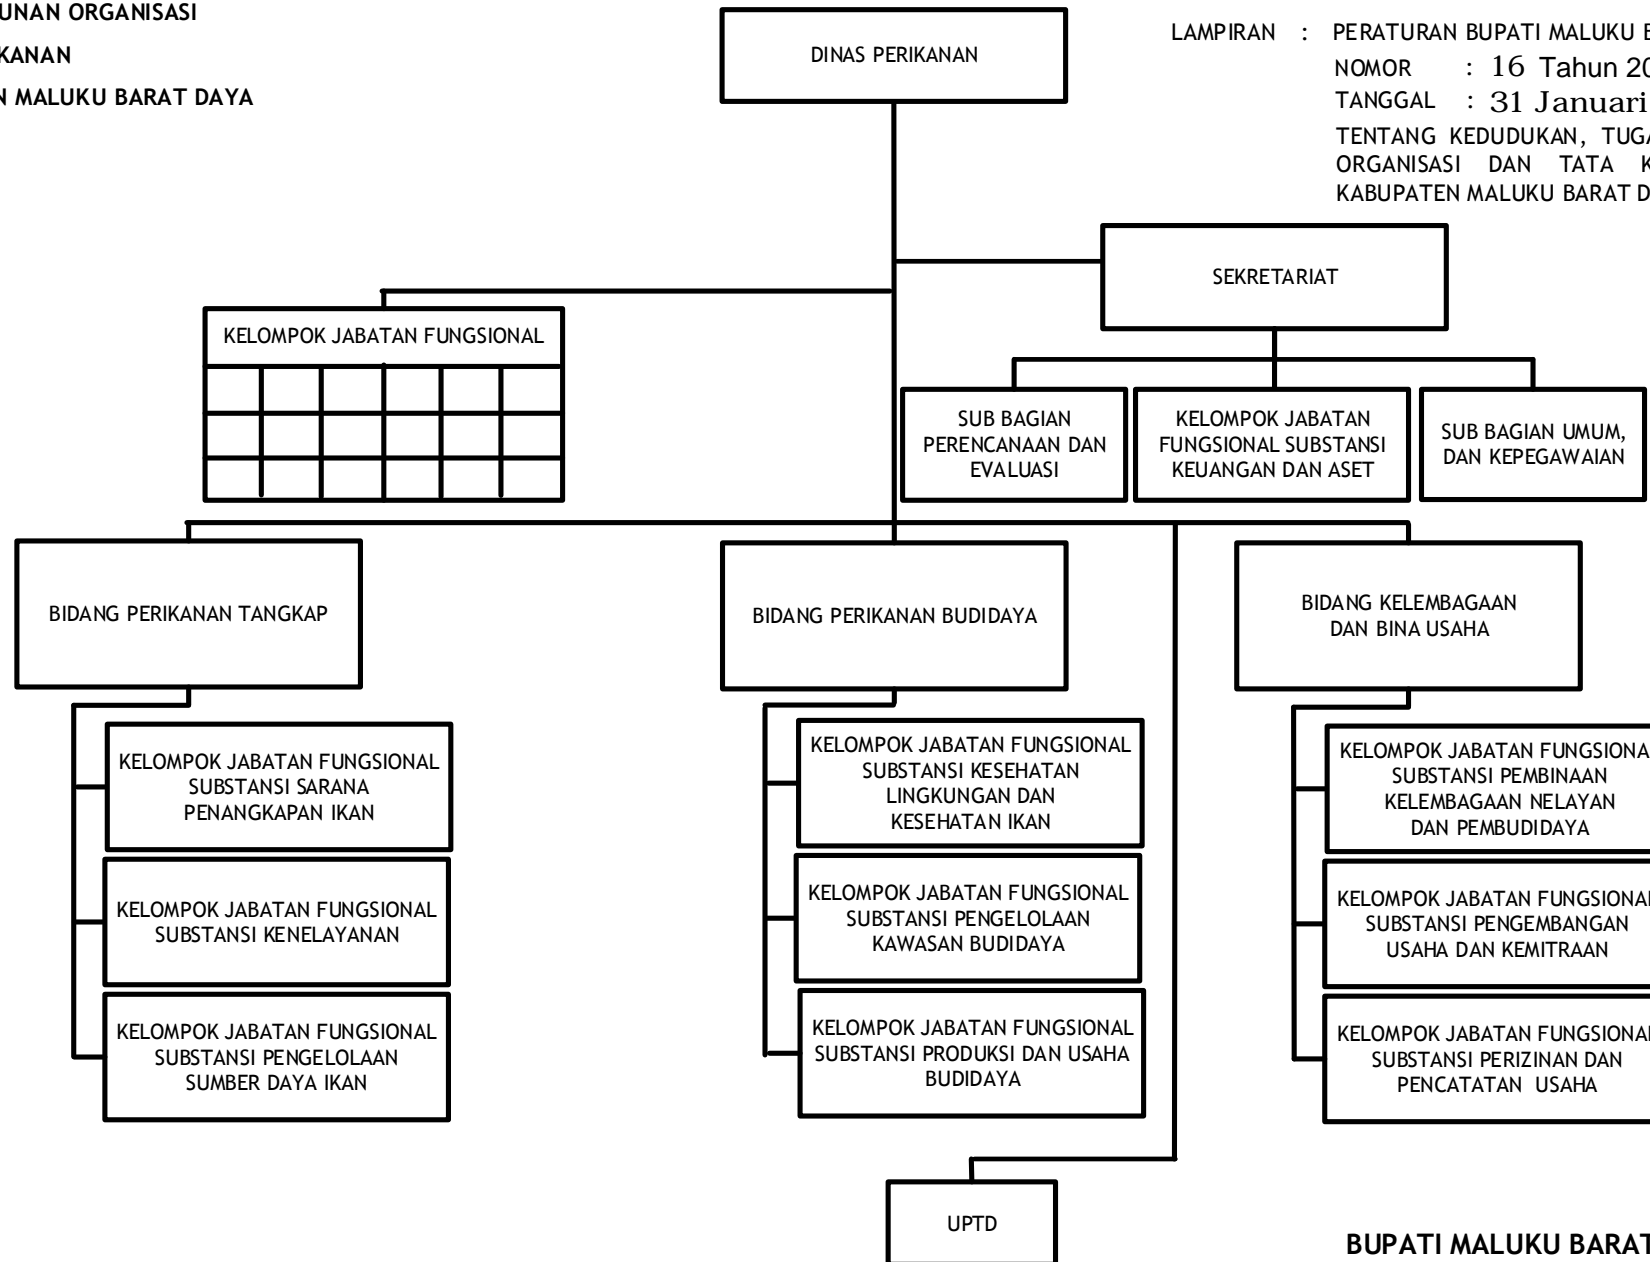 UNAN ORGANISASI
KANAN
N MALUKU BARAT DAYA
LAMPIRAN : PERATURAN BUPATI MALUKU B
NOMOR : 16 Tahun 20
TANGGAL : 31 Januari
TENTANG KEDUDUKAN, TUGA
ORGANISASI DAN TATA K
KABUPATEN MALUKU BARAT D
DINAS PERIKANAN
SEKRETARIAT
KELOMPOK JABATAN FUNGSIONAL
SUB BAGIAN
PERENCANAAN DAN
EVALUASI
KELOMPOK JABATAN
FUNGSIONAL SUBSTANSI
KEUANGAN DAN ASET
SUB BAGIAN UMUM,
DAN KEPEGAWAIAN
BIDANG PERIKANAN TANGKAP
BIDANG PERIKANAN BUDIDAYA
BIDANG KELEMBAGAAN
DAN BINA USAHA
KELOMPOK JABATAN FUNGSIONAL
SUBSTANSI SARANA
PENANGKAPAN IKAN
KELOMPOK JABATAN FUNGSIONAL
SUBSTANSI KENELAYANAN
KELOMPOK JABATAN FUNGSIONAL
SUBSTANSI PENGELOLAAN
SUMBER DAYA IKAN
KELOMPOK JABATAN FUNGSIONAL
SUBSTANSI KESEHATAN
LINGKUNGAN DAN
KESEHATAN IKAN
KELOMPOK JABATAN FUNGSIONAL
SUBSTANSI PENGELOLAAN
KAWASAN BUDIDAYA
KELOMPOK JABATAN FUNGSIONAL
SUBSTANSI PRODUKSI DAN USAHA
BUDIDAYA
KELOMPOK JABATAN FUNGSIONA
SUBSTANSI PEMBINAAN
KELEMBAGAAN NELAYAN
DAN PEMBUDIDAYA
KELOMPOK JABATAN FUNGSIONAL
SUBSTANSI PENGEMBANGAN
USAHA DAN KEMITRAAN
KELOMPOK JABATAN FUNGSIONAL
SUBSTANSI PERIZINAN DAN
PENCATATAN USAHA
UPTD
BUPATI MALUKU BARAT